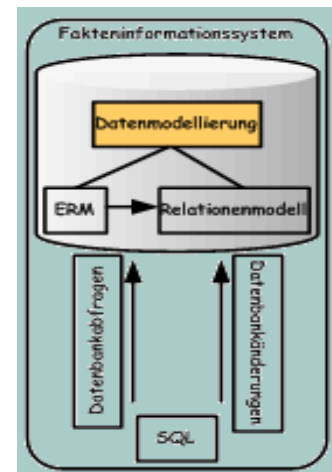 Fakteninformationssystem
Datenmodellierung
ERM
Relationenmodell
Datenbankabfragen
Datenbankänderungen
SQL